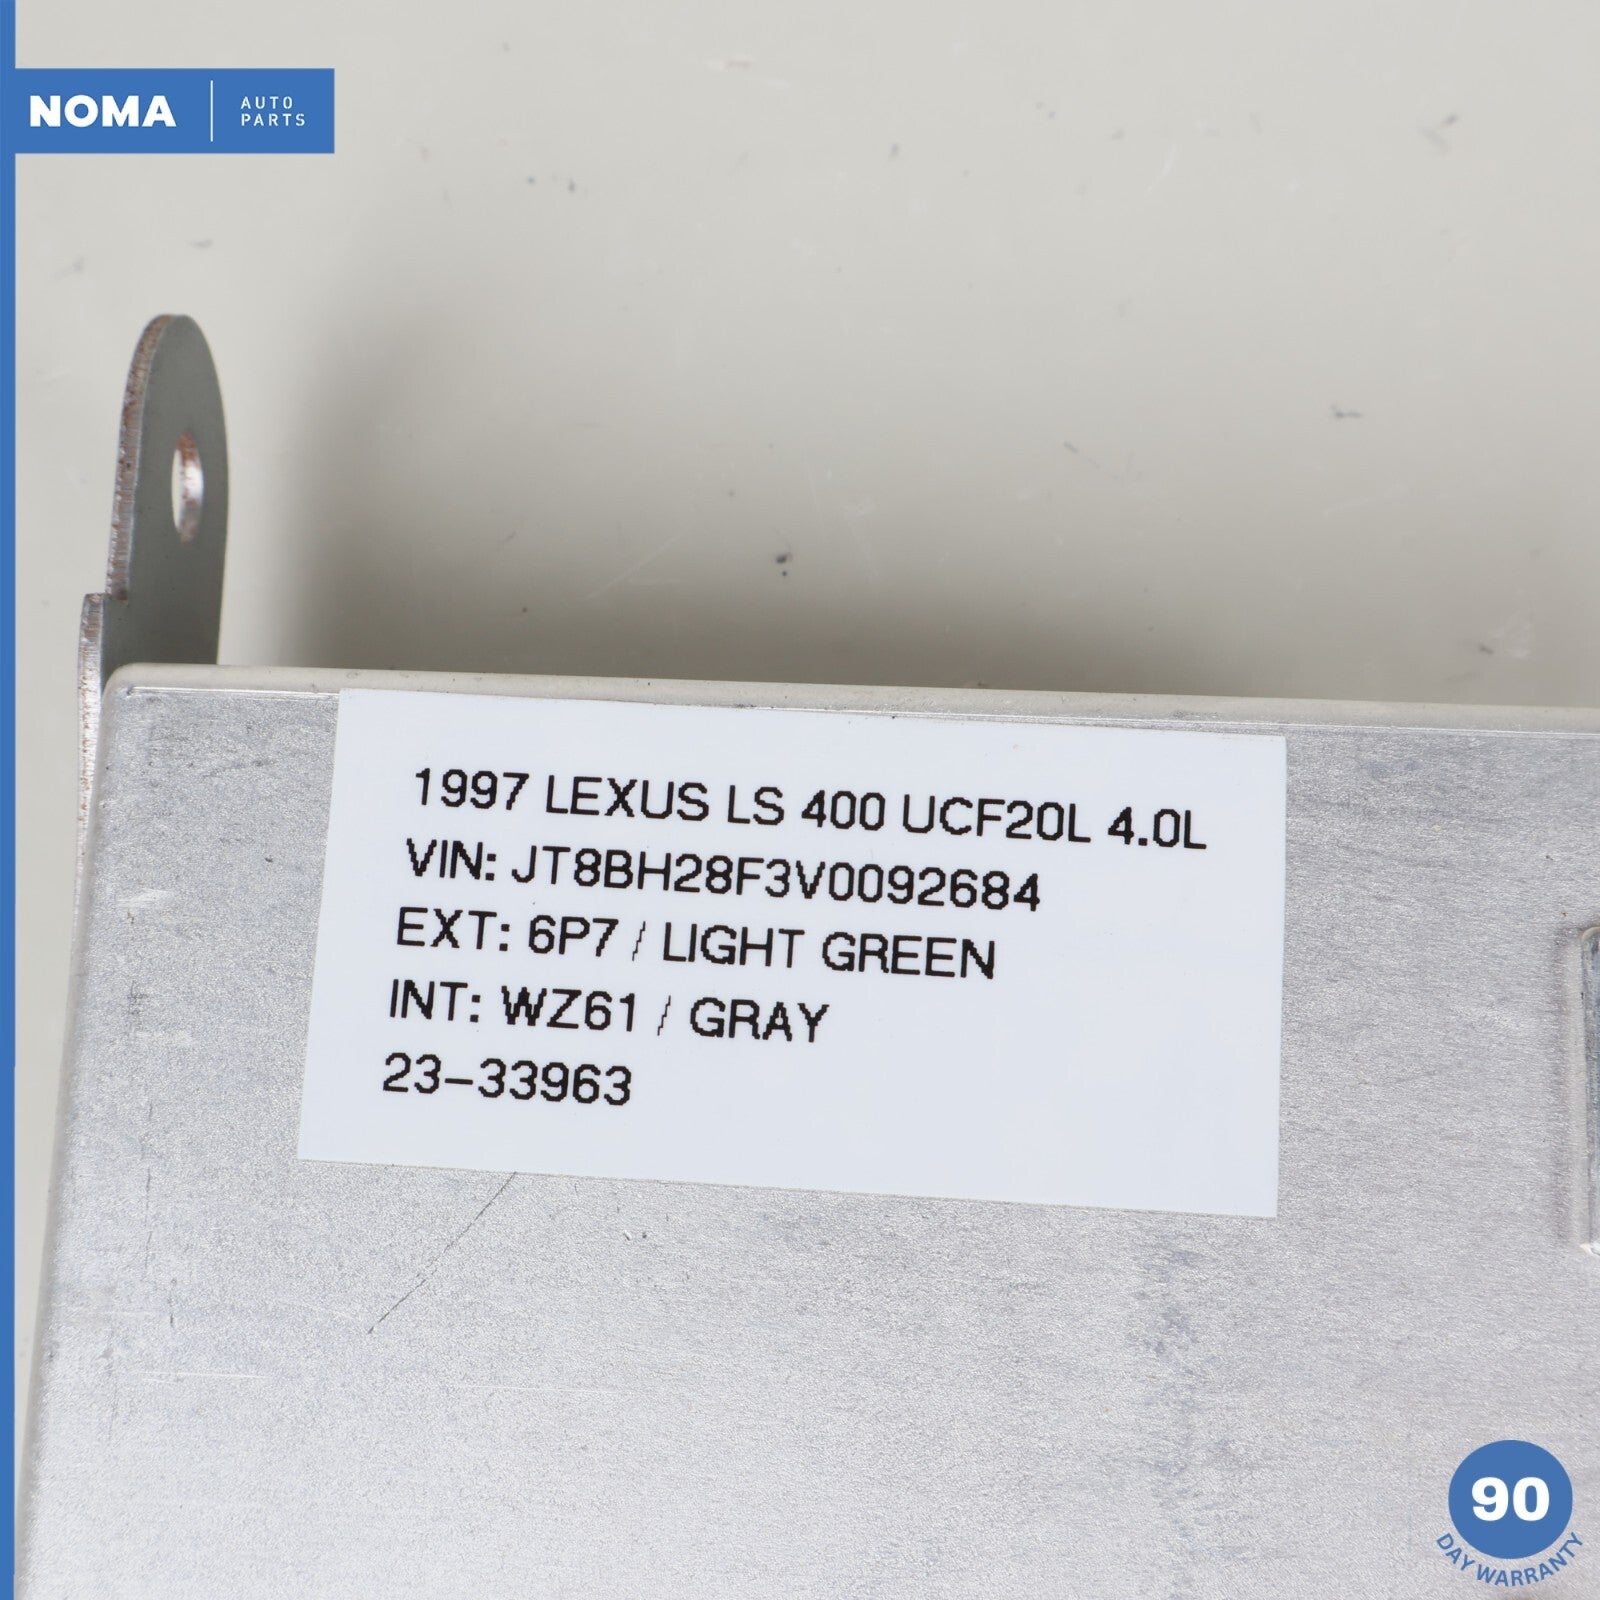 NOMA
AUTO
PARTS
1997 LEXUS LS 400 UCF20L 4.0L
VIN: JT8BH28F3V0092684
EXT: 6P7 / LIGHT GREEN
INT: WZ61 / GRAY
23-33963
90
DAY WARRANTY